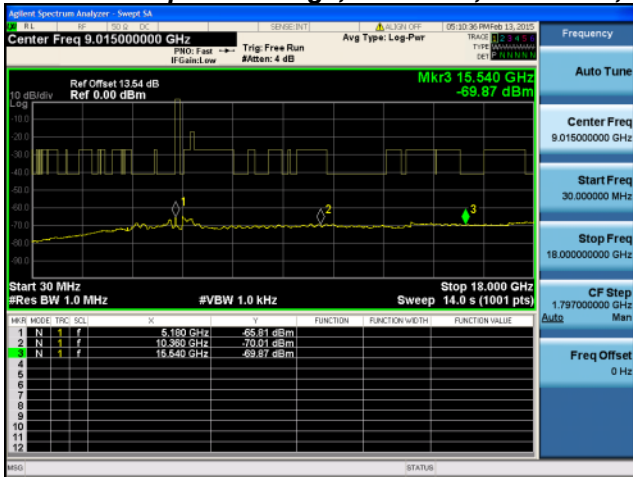 Agilent Spectrum Analyzer - Swept SA
RL RF 50 Ω DC SENSE:INT ALIGN OFF 05:10:36 PM Feb 13, 2015
Center Freq 9.015000000 GHz
PNO: Fast
IFGain:Low
Trig: Free Run
#Atten: 4 dB
Avg Type: Log-Pwr
TRACE 1 2 3 4 5 6
TYPE
DET P N N N N N
Frequency
Auto Tune
Center Freq
9.015000000 GHz
Start Freq
30.000000 MHz
Stop Freq
18.000000000 GHz
CF Step
1.797000000 GHz
Auto Man
Freq Offset
0 Hz
Ref Offset 13.54 dB
10 dB/div Ref 0.00 dBm
Log
Mkr3 15.540 GHz
-69.87 dBm
-10.0
-20.0
-30.0
-40.0
-50.0
-60.0
-70.0
-80.0
-90.0
1
2
3
Start 30 MHz Stop 18.000 GHz
#Res BW 1.0 MHz #VBW 1.0 kHz Sweep 14.0 s (1001 pts)
MKR MODE TRC SCL X Y FUNCTION FUNCTION WIDTH FUNCTION VALUE
1 N 1 f 5.180 GHz -65.81 dBm
2 N 1 f 10.360 GHz -70.01 dBm
3 N 1 f 15.540 GHz -69.87 dBm
4
5
6
7
8
9
10
11
12
MSG STATUS